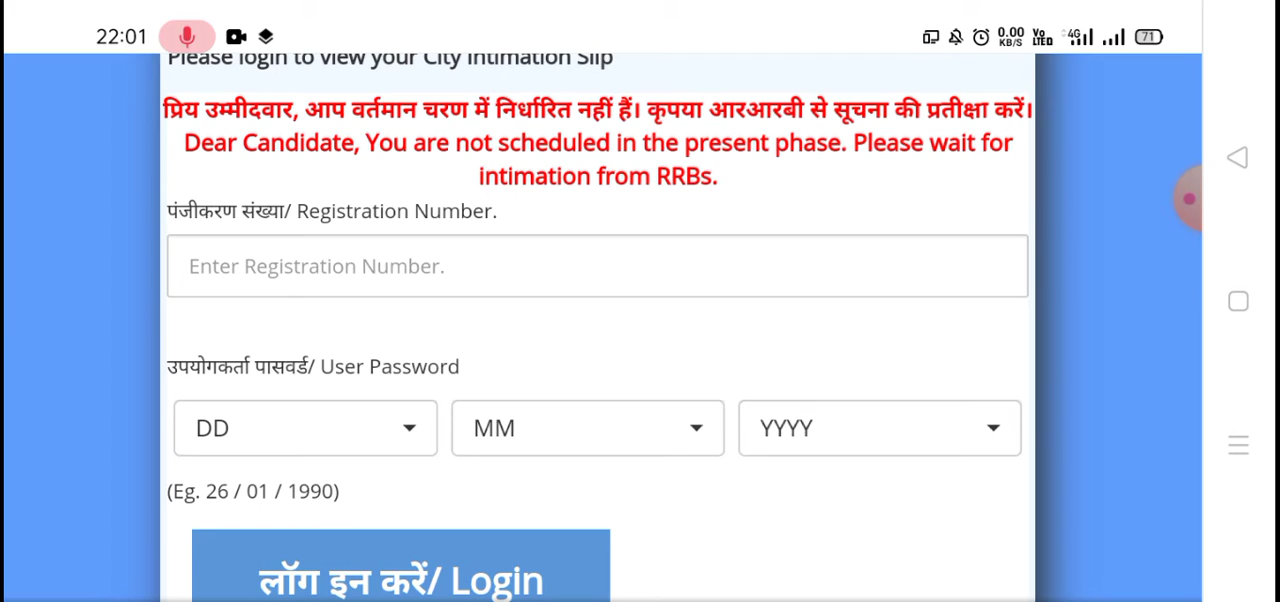 22:01 0.00 KB/S Vo LTED 4G 71
Please login to view your City Intimation Slip
प्रिय उम्मीदवार, आप वर्तमान चरण में निर्धारित नहीं हैं। कृपया आरआरबी से सूचना की प्रतीक्षा करें।
Dear Candidate, You are not scheduled in the present phase. Please wait for
intimation from RRBs.
पंजीकरण संख्या/ Registration Number.
Enter Registration Number.
उपयोगकर्ता पासवर्ड/ User Password
DD MM YYYY
(Eg. 26 / 01 / 1990)
लॉग इन करें/ Login